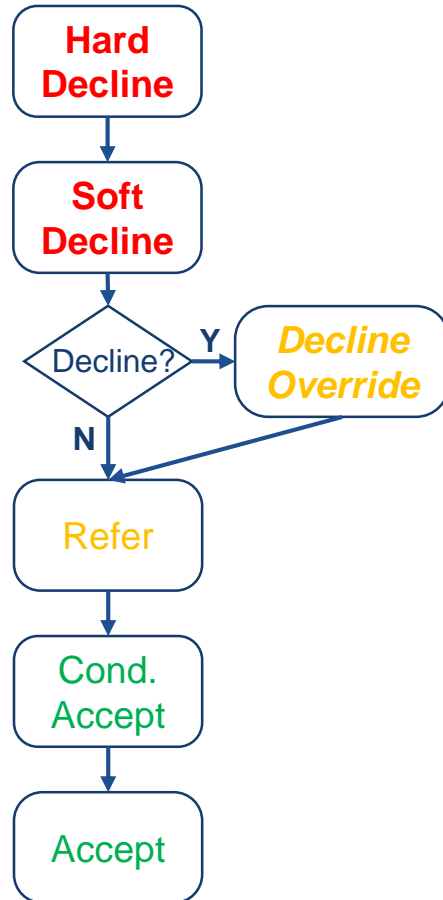 Hard
Decline
Soft
Decline
Decline?
Y
Decline
Override
N
Refer
Cond.
Accept
Accept